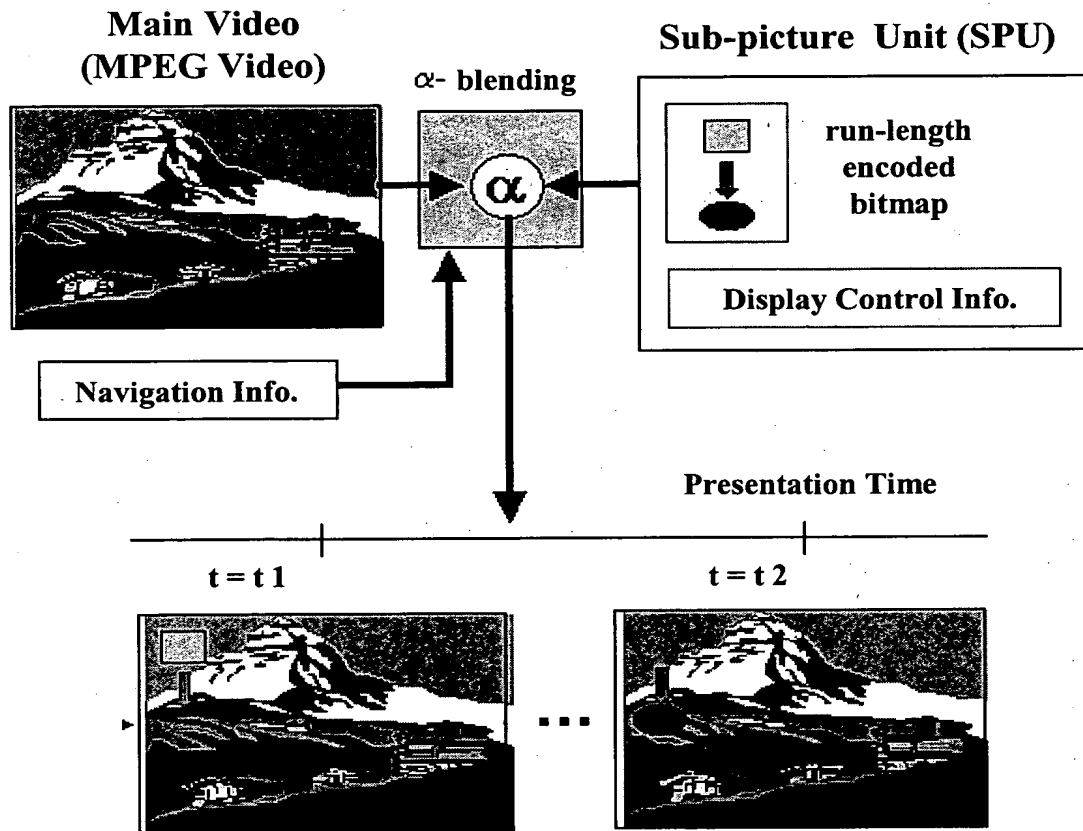 Main Video
(MPEG Video)
α- blending
Sub-picture Unit (SPU)
α
run-length
encoded
bitmap
Display Control Info.
Navigation Info.
Presentation Time
t = t 1
t = t 2